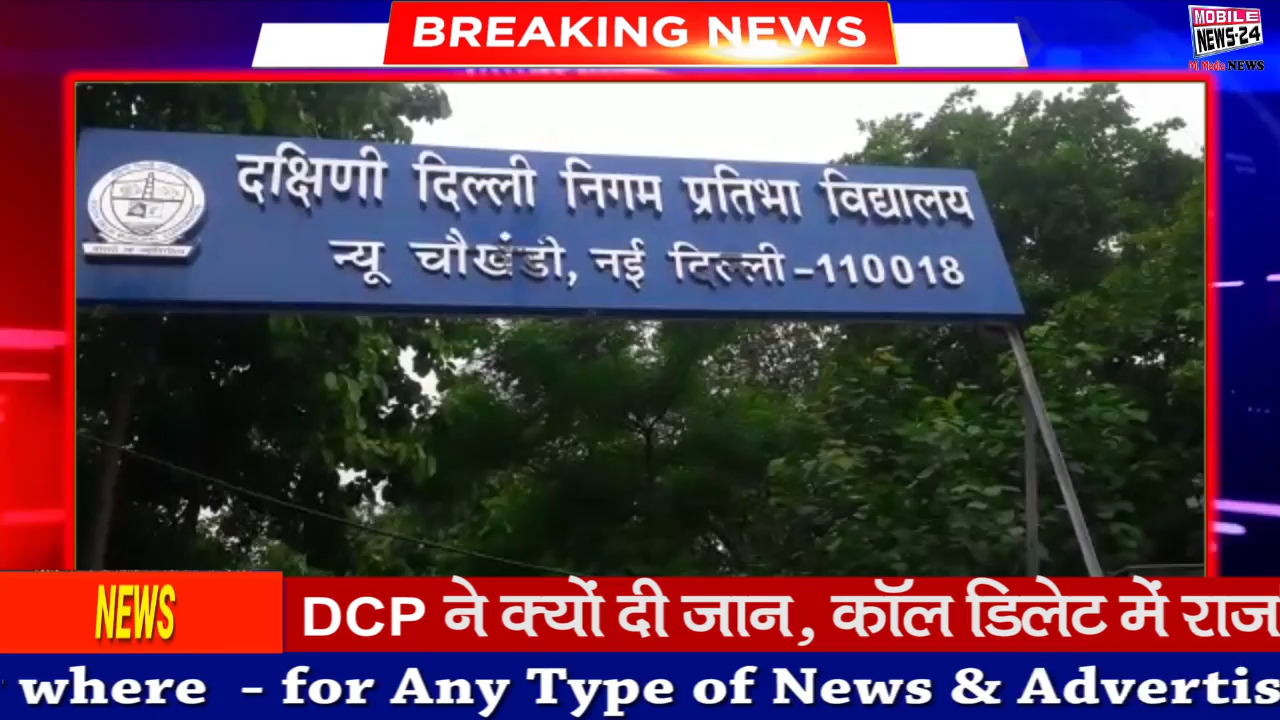 BREAKING NEWS
MOBILE
NEWS-24
NEWS
दक्षिणी दिल्ली निगम प्रतिभा विद्यालय
न्यू चौखंडी, नई दिल्ली -110018
NEWS
DCP ने क्यों दी जान, कॉल डिलेट में राज
where - for Any Type of News & Advertis